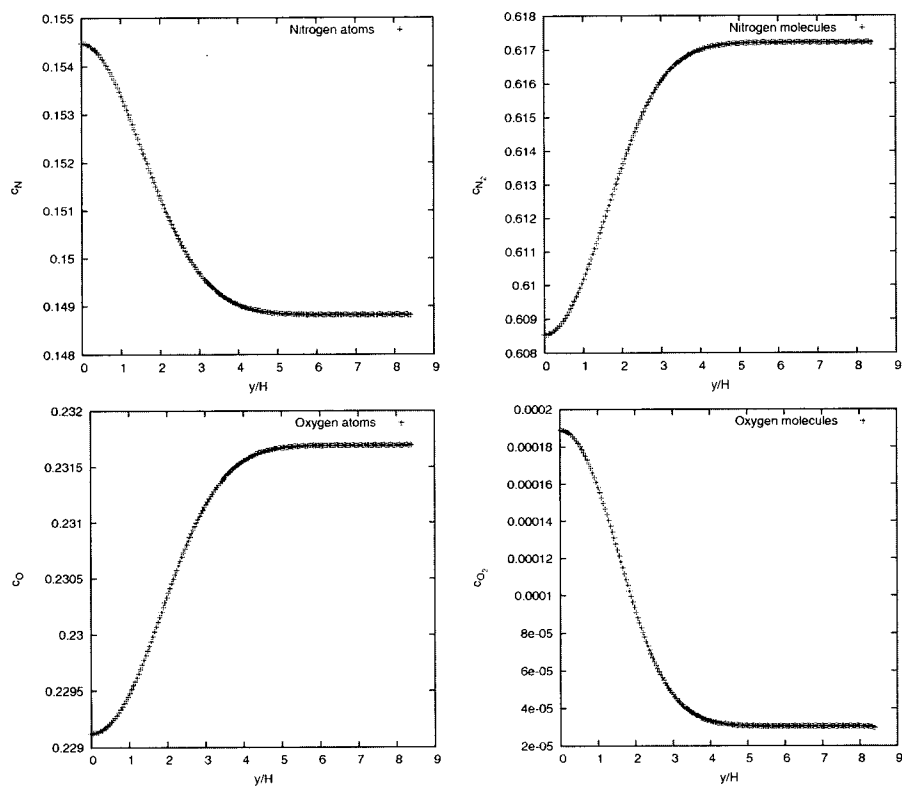 Nitrogen atoms +
0.155
0.154
0.153
0.152
0.151
0.15
0.149
0.148
c_N
0 1 2 3 4 5 6 7 8 9
y/H
Nitrogen molecules +
0.618
0.617
0.616
0.615
0.614
0.613
0.612
0.611
0.61
0.609
0.608
c_N2
0 1 2 3 4 5 6 7 8 9
y/H
Oxygen atoms +
0.232
0.2315
0.231
0.2305
0.23
0.2295
0.229
c_O
0 1 2 3 4 5 6 7 8 9
y/H
Oxygen molecules +
0.0002
0.00018
0.00016
0.00014
0.00012
0.0001
8e-05
6e-05
4e-05
2e-05
c_O2
0 1 2 3 4 5 6 7 8 9
y/H